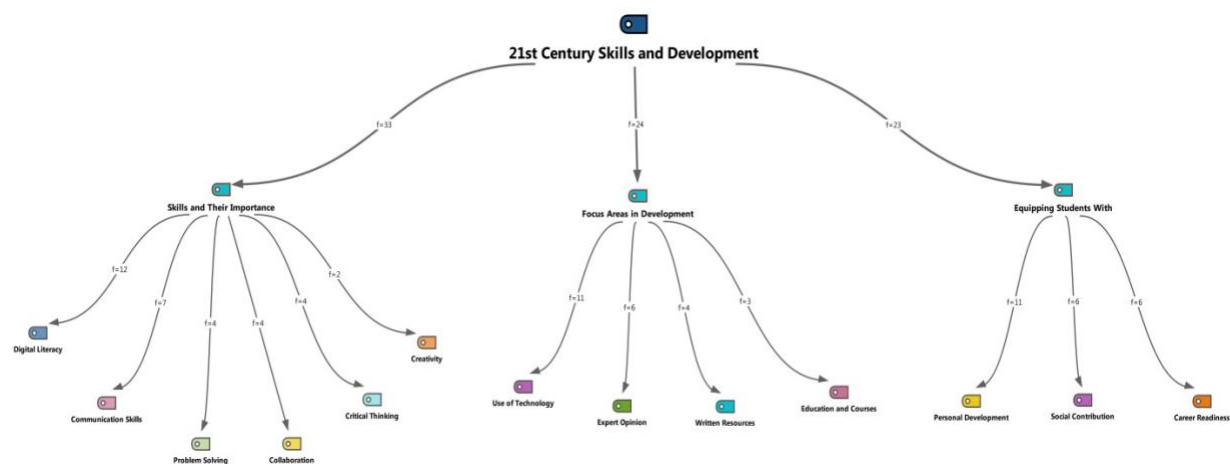 21st Century Skills and Development
f=33
f=24
f=23
Skills and Their Importance
Focus Areas in Development
Equipping Students With
f=12
f=7
f=4
f=4
f=4
f=2
f=11
f=6
f=4
f=3
f=11
f=6
f=6
Digital Literacy
Communication Skills
Problem Solving
Collaboration
Critical Thinking
Creativity
Use of Technology
Expert Opinion
Written Resources
Education and Courses
Personal Development
Social Contribution
Career Readiness